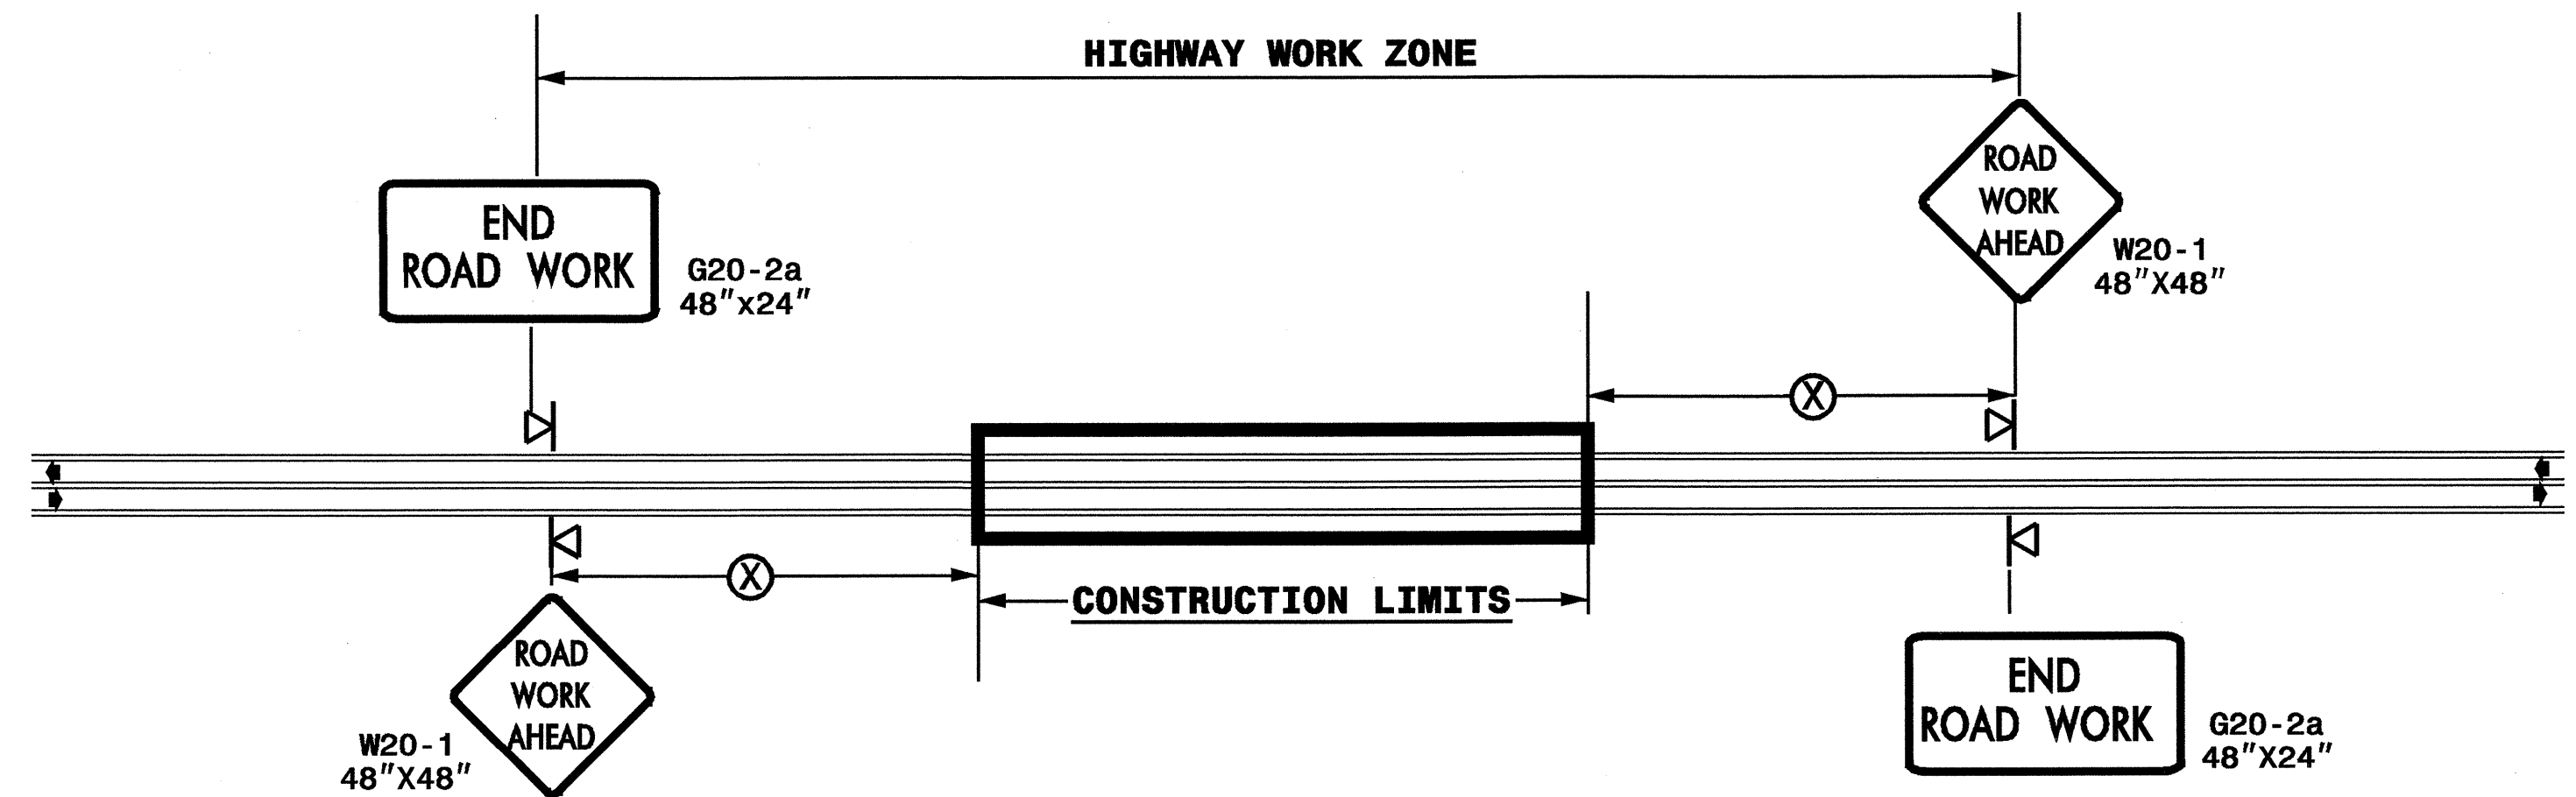 HIGHWAY WORK ZONE
END
ROAD WORK
G20-2a
48"x24"
ROAD
WORK
AHEAD
W20-1
48"X48"
X
X
CONSTRUCTION LIMITS
ROAD
WORK
AHEAD
W20-1
48"X48"
END
ROAD WORK
G20-2a
48"X24"